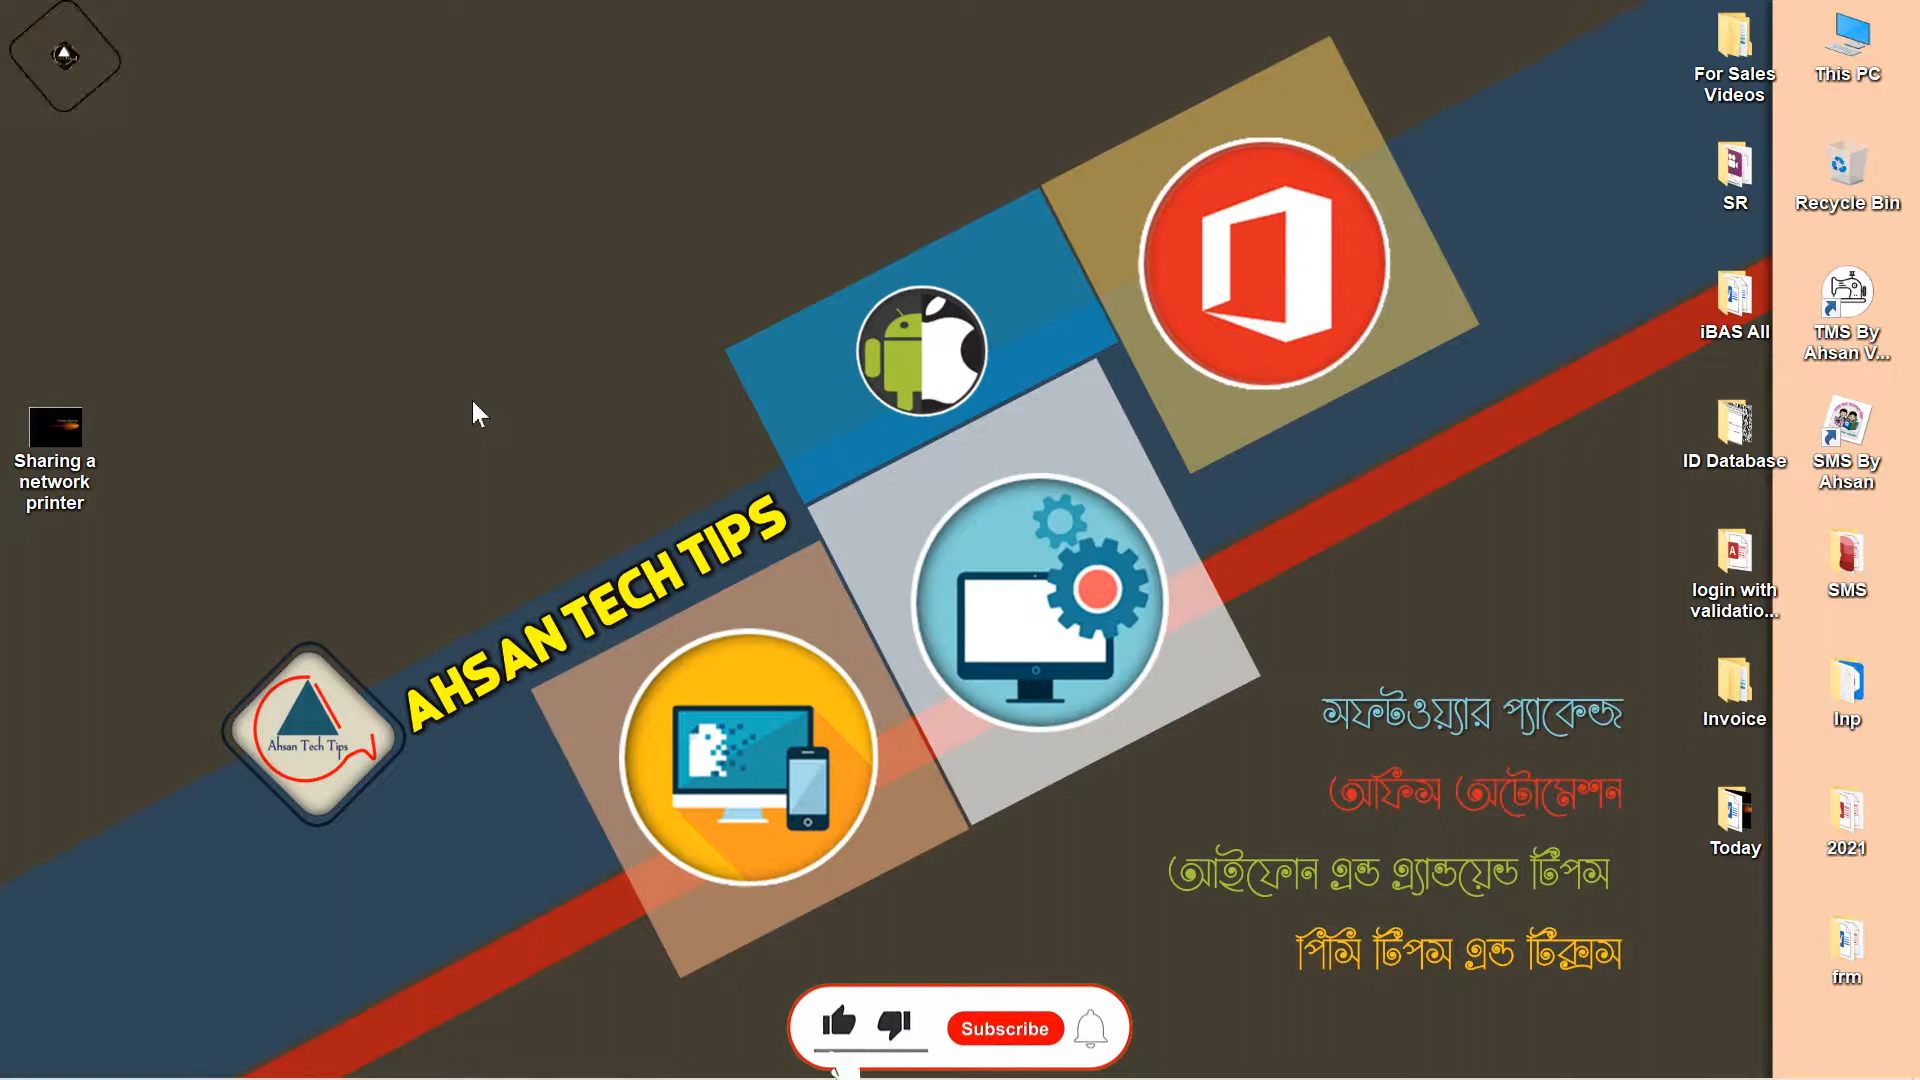 For Sales
Videos
This PC
SR
Recycle Bin
iBAS All
TMS By
Ahsan V...
Sharing a
network
printer
ID Database
SMS By
Ahsan
AHSAN TECH TIPS
login with
validatio...
SMS
Ahsan Tech Tips
Invoice
Inp
সফটওয়্যার প্যাকেজ
অফিস অটোমেশন
Today
2021
আইফোন এন্ড এ্যান্ডয়েড টিপস
পিসি টিপস এন্ড টিক্সস
frm
Subscribe